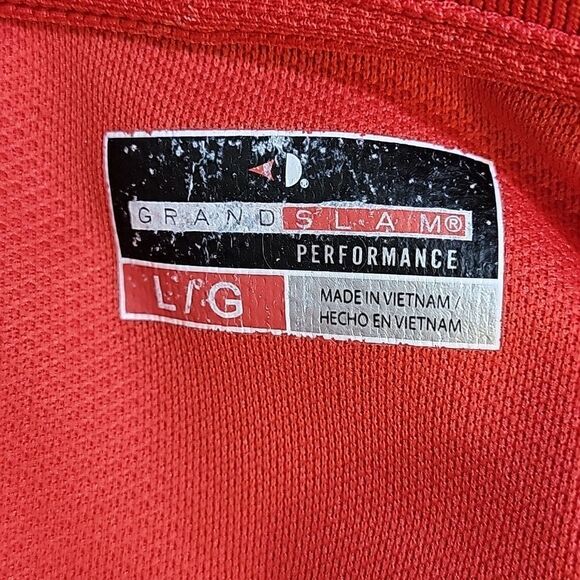 GRAND SLAM®
PERFORMANCE
L/G
MADE IN VIETNAM /
HECHO EN VIETNAM